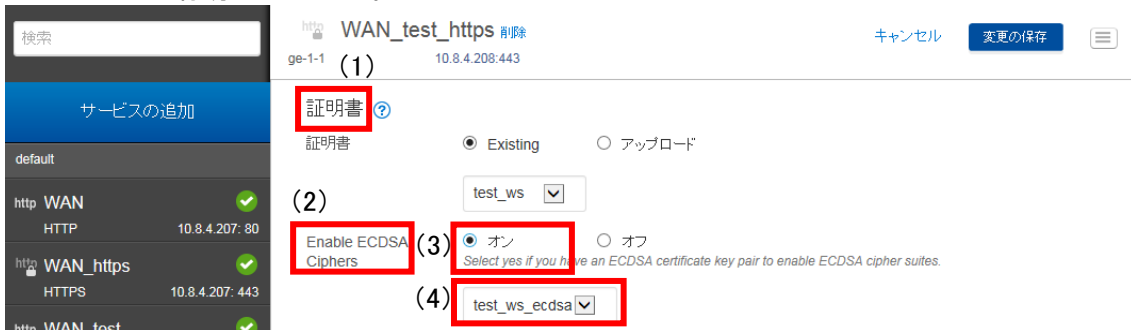 検索
サービスの追加
default
http WAN
HTTP 10.8.4.207: 80
http WAN_https
HTTPS 10.8.4.207: 443
http WAN_test
http WAN_test_https 削除
ge-1-1 10.8.4.208:443
キャンセル 変更の保存
(1)
証明書 ?
証明書 Existing アップロード
test_ws
(2)
Enable ECDSA Ciphers
(3)
オン オフ
Select yes if you have an ECDSA certificate key pair to enable ECDSA cipher suites.
(4)
test_ws_ecdsa